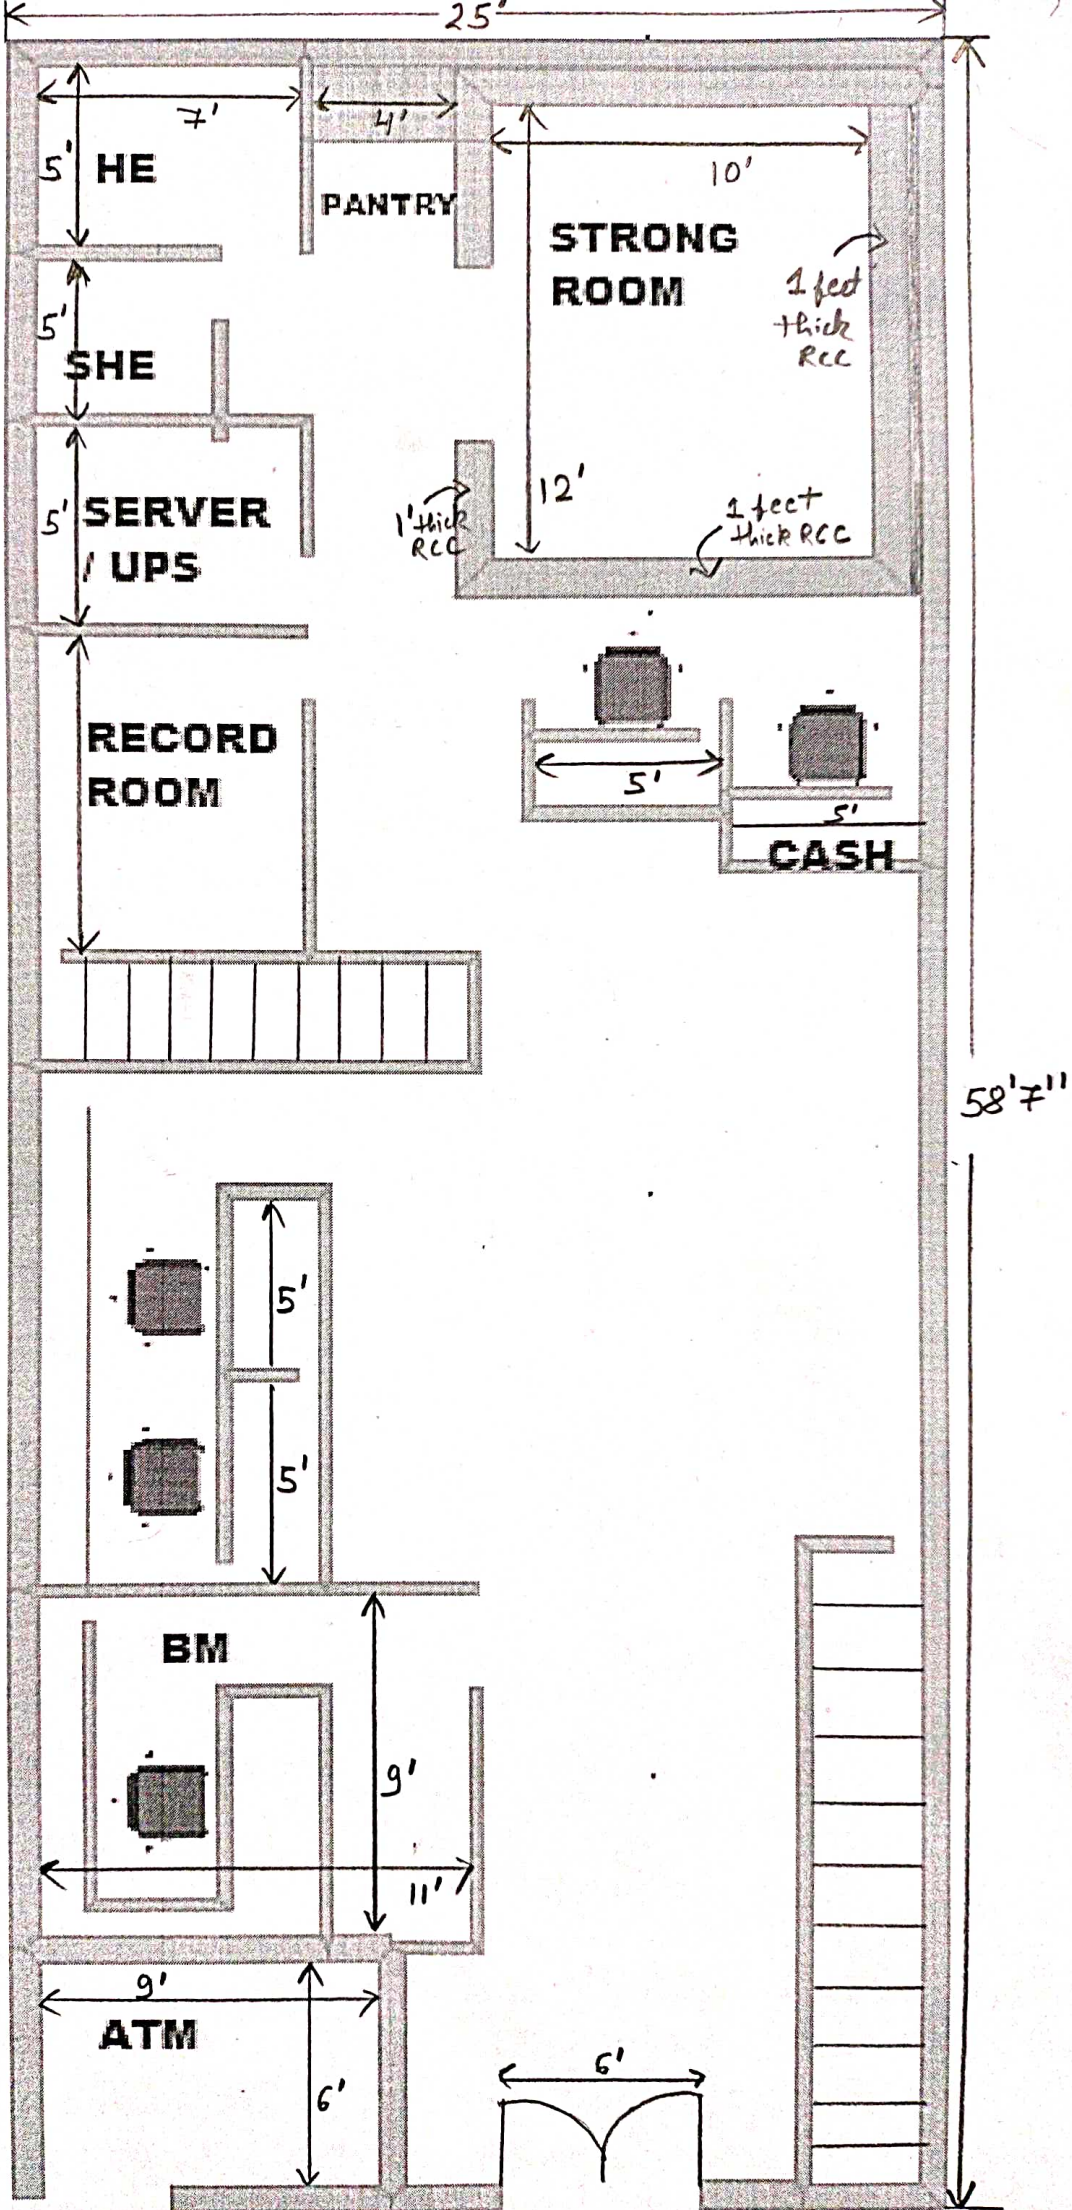 25'
7'
4'
5'
HE
PANTRY
10'
STRONG
ROOM
1 feet
thick
RCC
5'
SHE
12'
5'
SERVER
/ UPS
1' thick
RCC
1 feet
thick RCC
RECORD
ROOM
5'
5'
CASH
58'7"
5'
5'
BM
9'
11'
9'
ATM
6'
6'